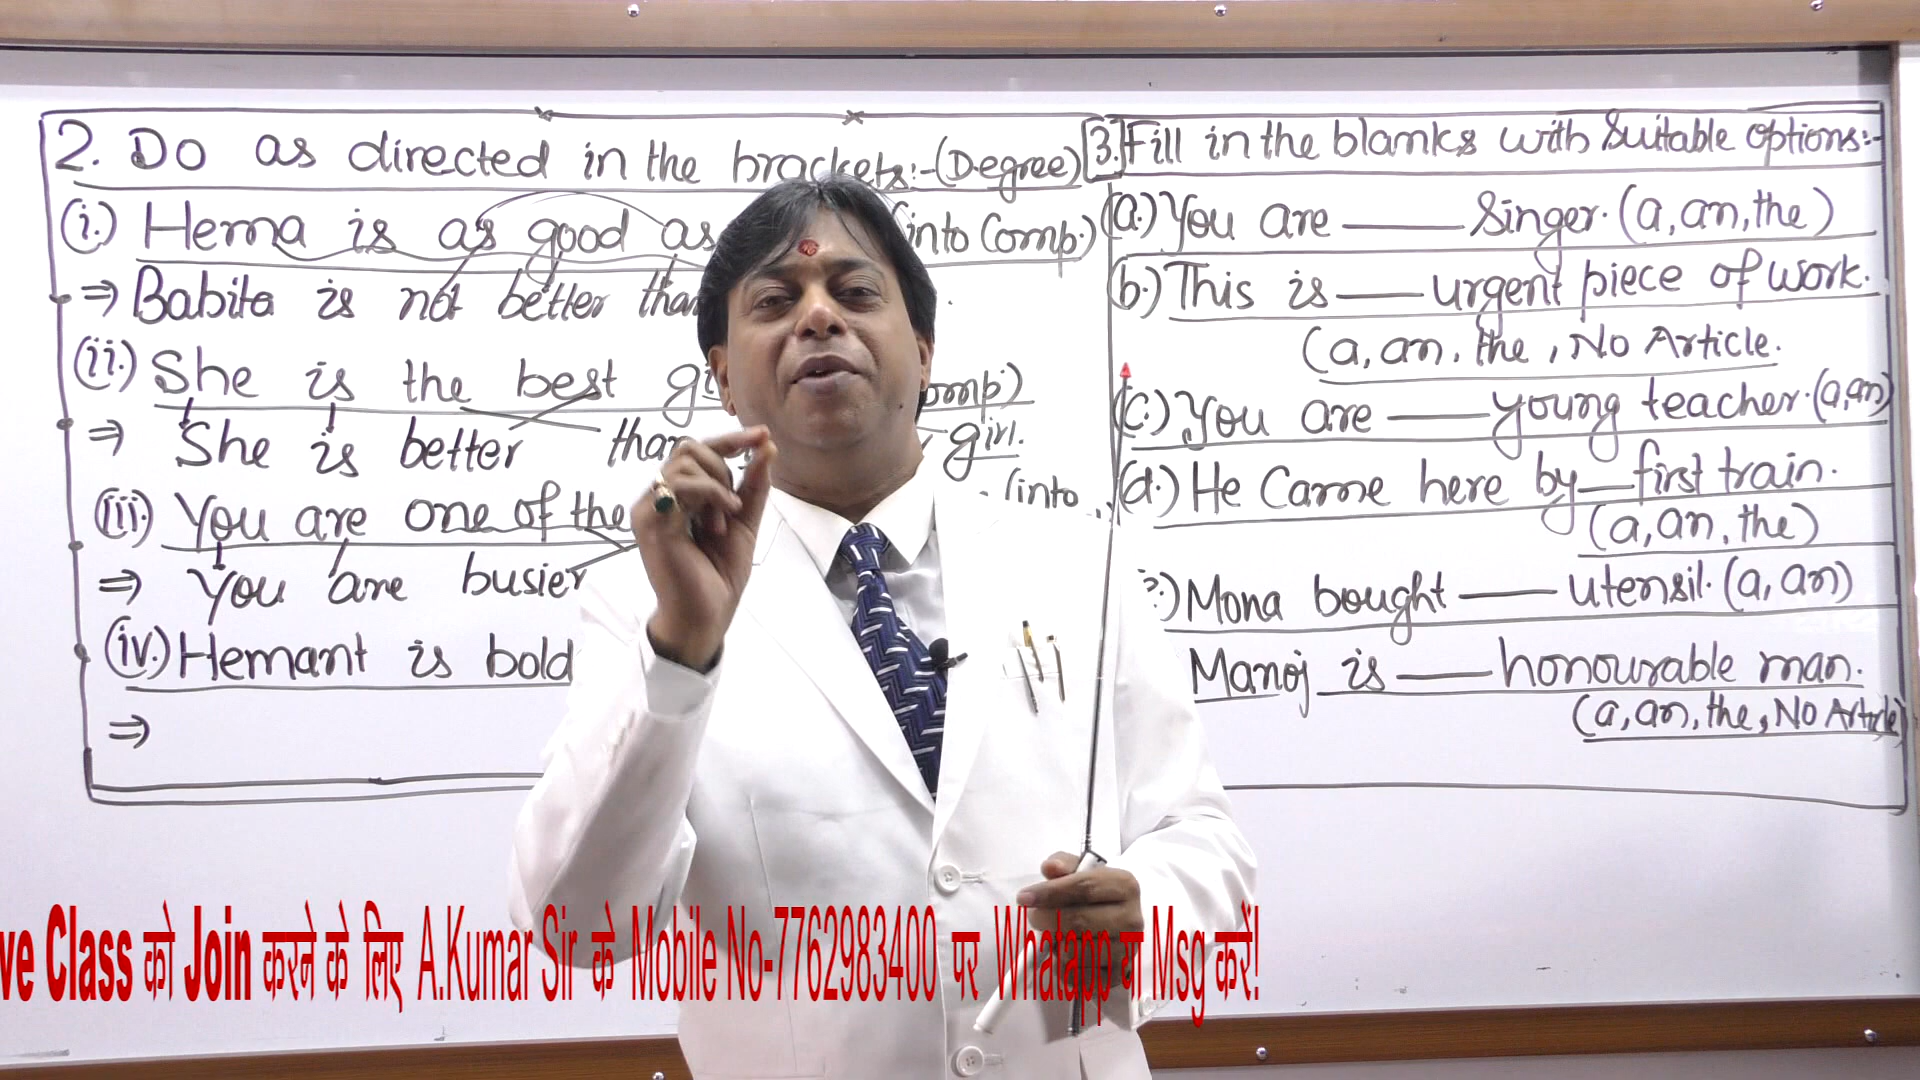 2. Do as directed in the brackets:-(Degree)
(i.) Hema is as good as (into Comp.)
⇒ Babita is not better than
(ii.) She is the best
⇒ She is better than girl.
(iii.) You are one of the (into
⇒ You are busier
(iv.) Hemant is bold
⇒
3. Fill in the blanks with Suitable options:-
(a.) You are —— Singer. (a, an, the)
(b.) This is —— urgent piece of work.
(a, an, the, No Article.
(c.) You are —— young teacher. (a, an)
(d.) He Came here by — first train.
(a, an, the)
Mona bought —— utensil. (a, an)
Manoj is —— honourable man.
(a, an, the, No Article)
ve Class को Join करने के लिए A.Kumar Sir के Mobile No-7762983400 पर Whatapp या Msg करें!